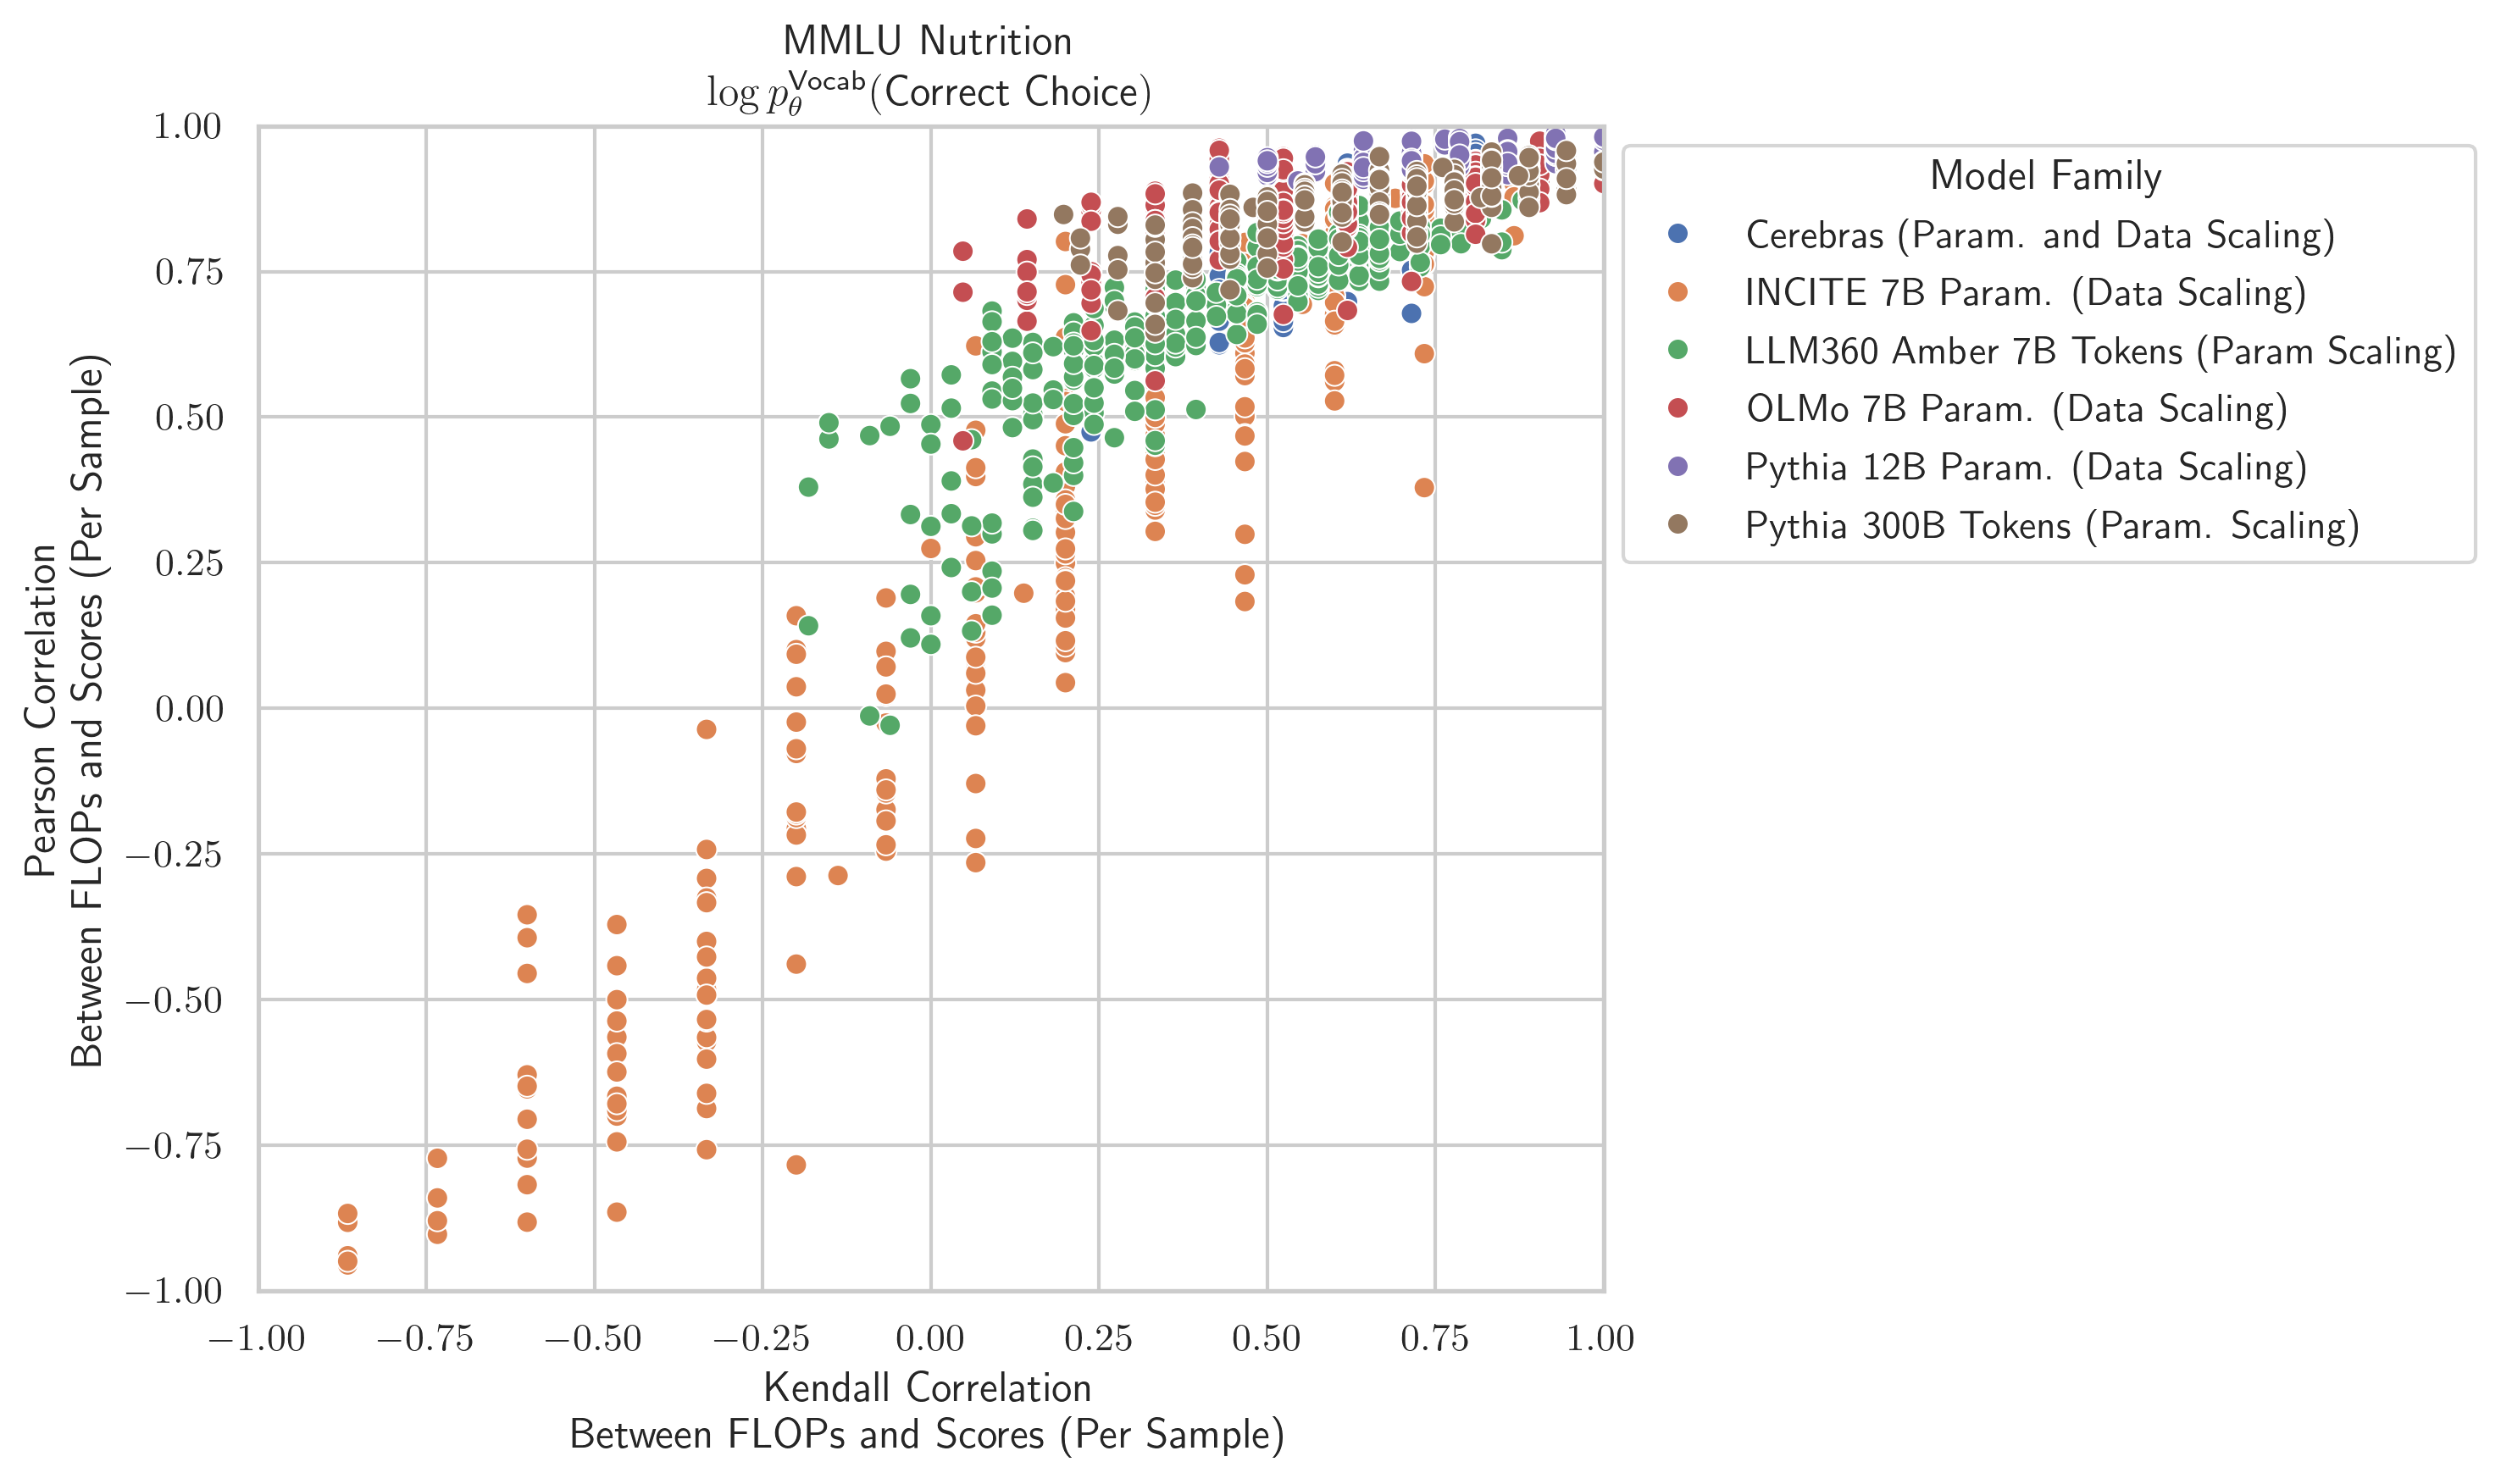 MMLU Nutrition
log p_θ^Vocab(Correct Choice)
1.00
0.75
0.50
0.25
0.00
−0.25
−0.50
−0.75
−1.00
Pearson Correlation
Between FLOPs and Scores (Per Sample)
−1.00 −0.75 −0.50 −0.25 0.00 0.25 0.50 0.75 1.00
Kendall Correlation
Between FLOPs and Scores (Per Sample)
Model Family
Cerebras (Param. and Data Scaling)
INCITE 7B Param. (Data Scaling)
LLM360 Amber 7B Tokens (Param Scaling)
OLMo 7B Param. (Data Scaling)
Pythia 12B Param. (Data Scaling)
Pythia 300B Tokens (Param. Scaling)